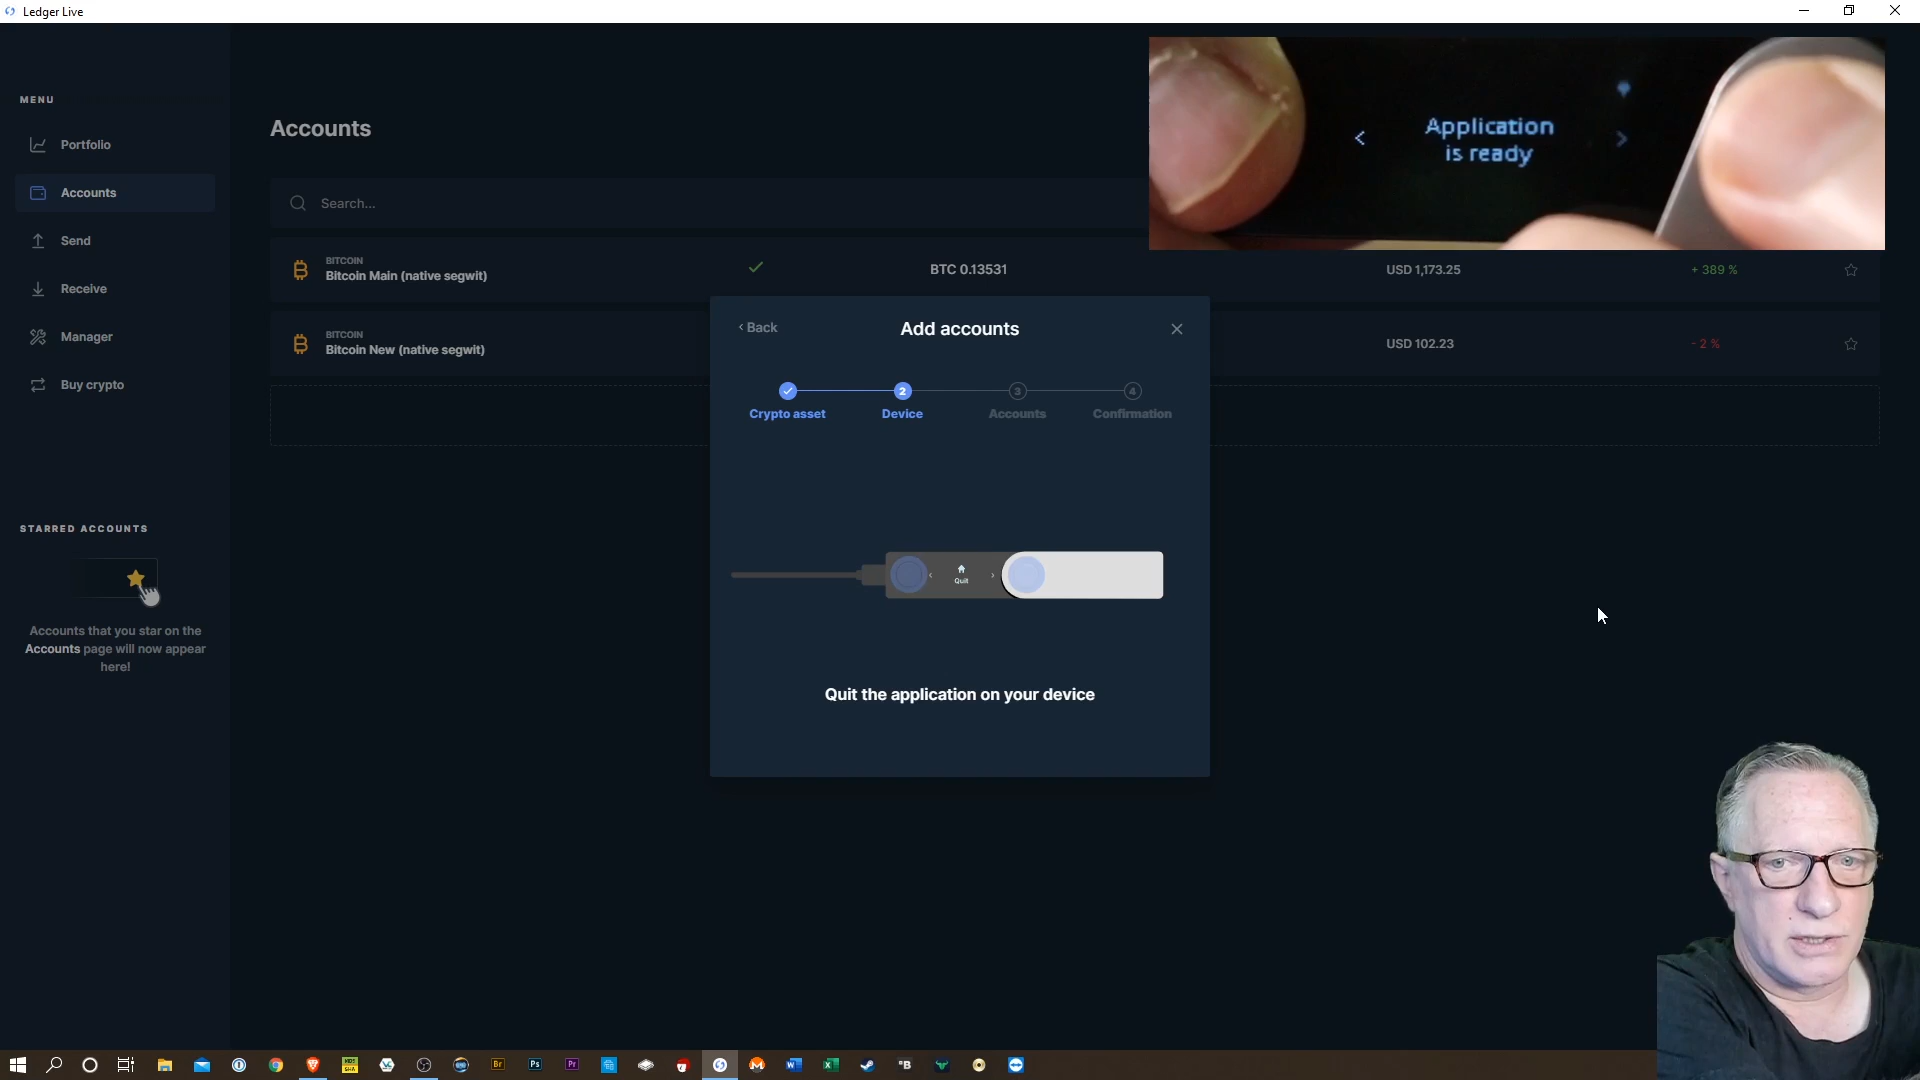 Ledger Live
MENU
Portfolio
Accounts
Send
Receive
Manager
Buy crypto
STARRED ACCOUNTS
Accounts that you star on the
Accounts page will now appear
here!
Accounts
Search...
BITCOIN
Bitcoin Main (native segwit)
BTC 0.13531
USD 1,173.25
+ 389 %
BITCOIN
Bitcoin New (native segwit)
USD 102.23
- 2 %
Application
is ready
Back
Add accounts
2
3
4
Crypto asset
Device
Accounts
Confirmation
Quit
Quit the application on your device
Br
Ps
Pr